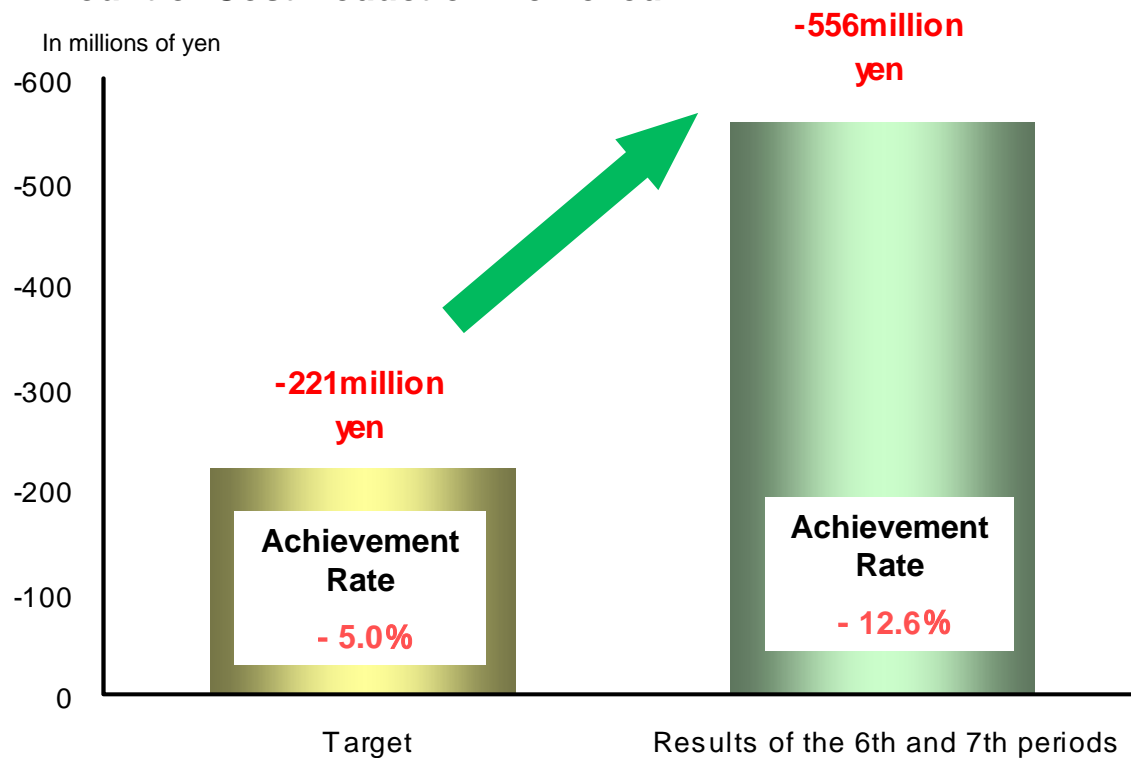 In millions of yen
-556million
yen
-600
-500
-400
-300
-200
-100
0
-221million
yen
Achievement
Rate
- 5.0%
Achievement
Rate
- 12.6%
Target
Results of the 6th and 7th periods